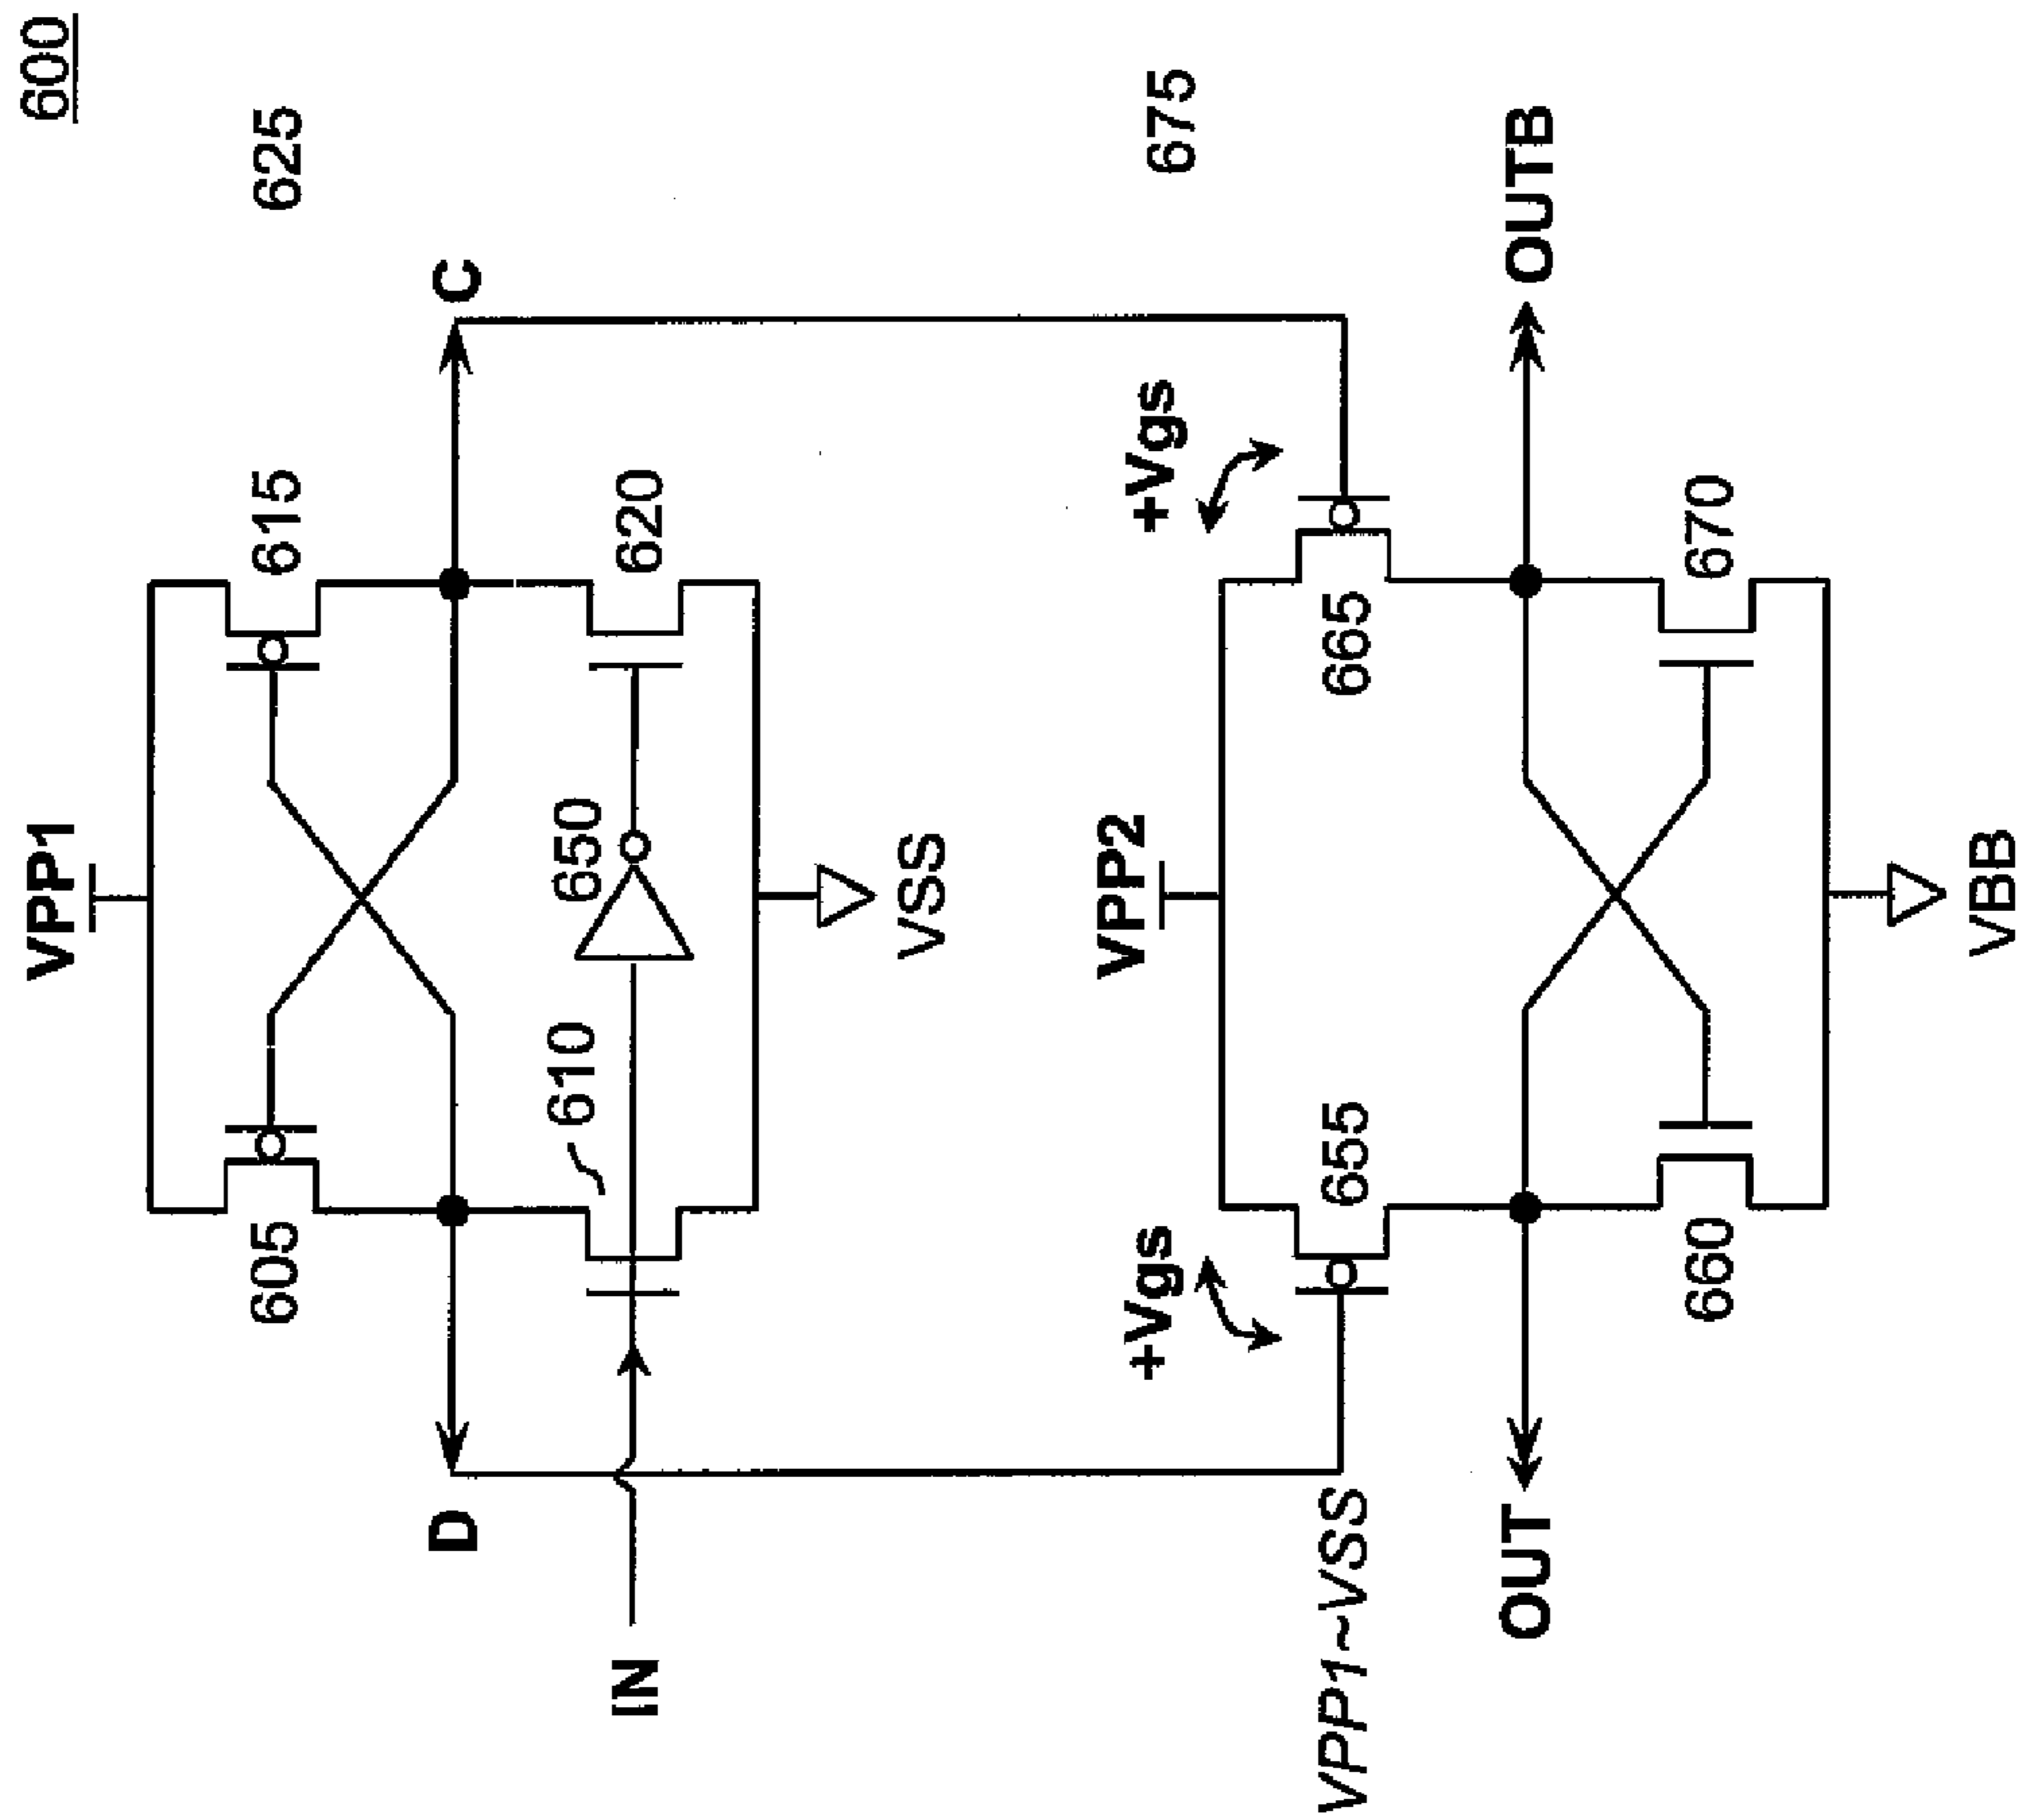 600
VPP1
605
615
625
D
C
610
650
620
IN
VSS
VPP2
+Vgs
+Vgs
675
VPP1~VSS
655
665
OUT
OUTB
660
670
VBB